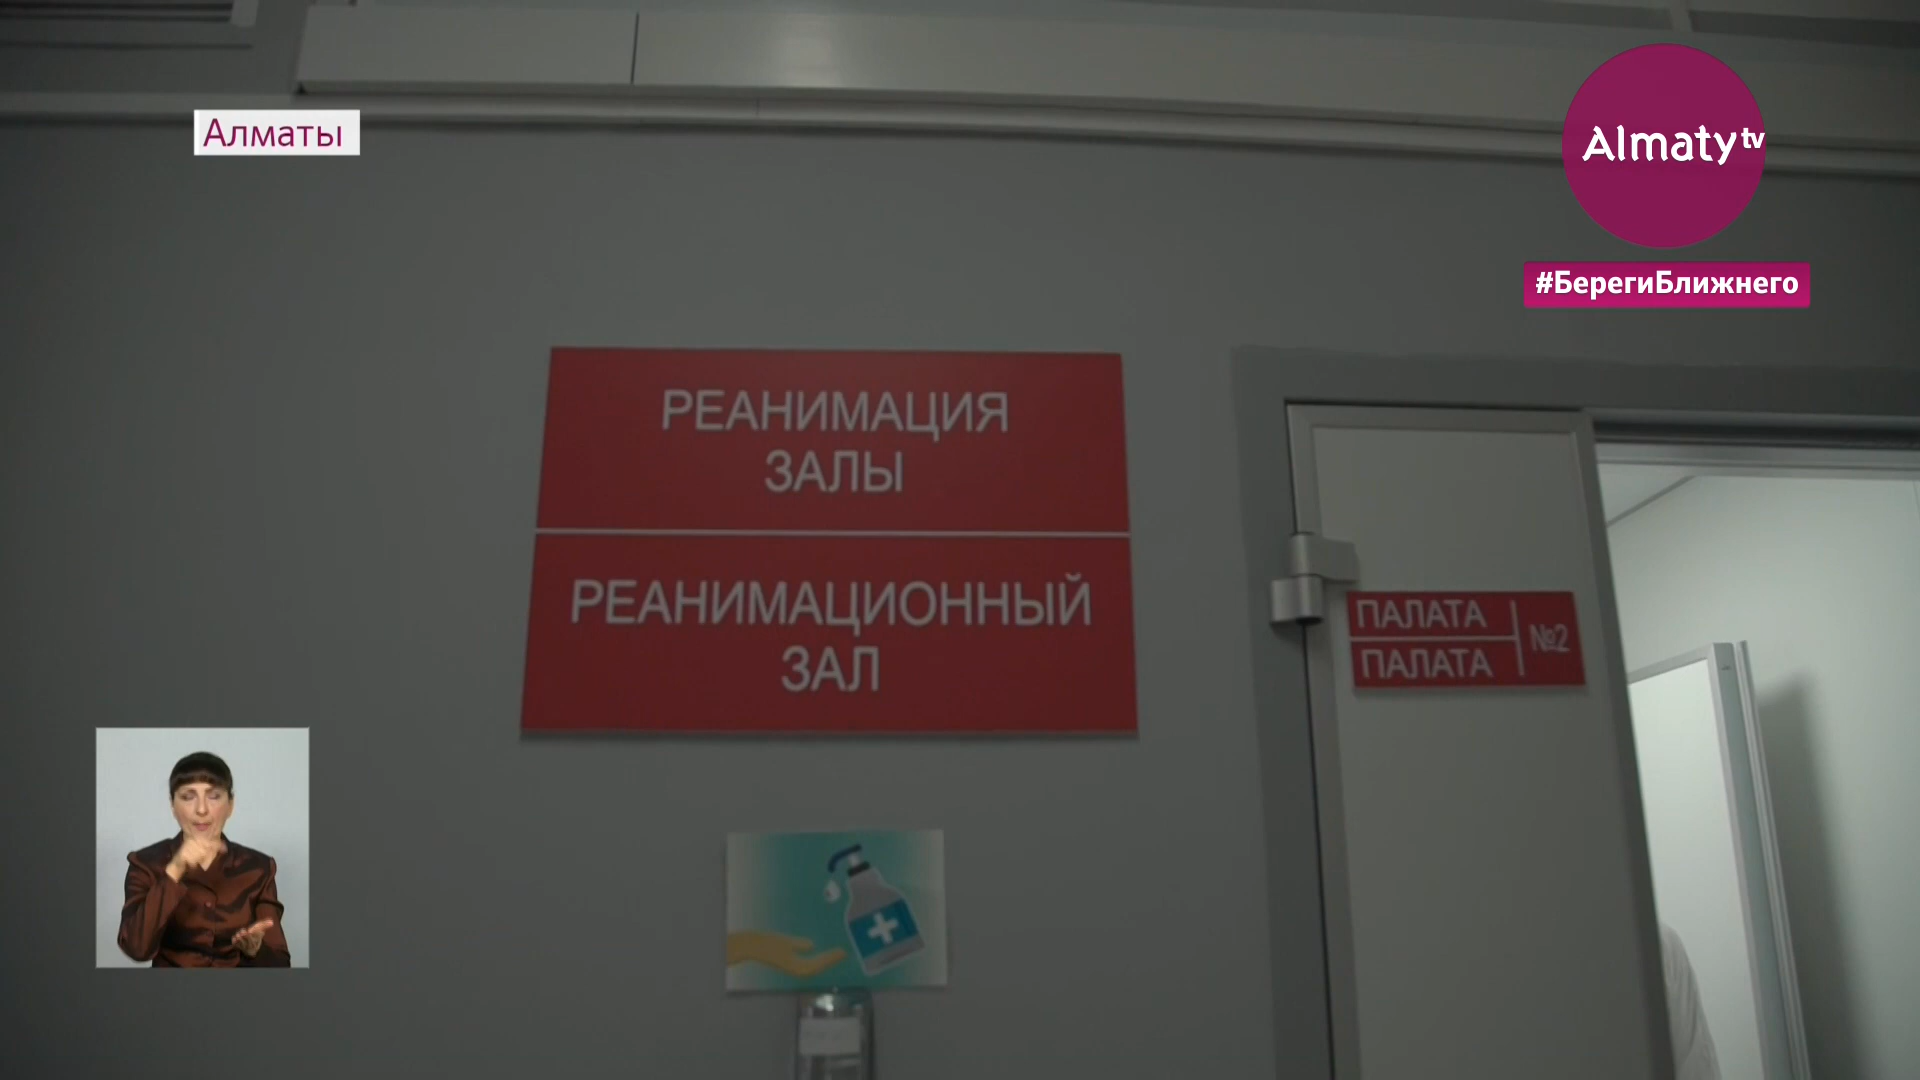 Алматы
Almaty tv
#БерегиБлижнего
РЕАНИМАЦИЯ
ЗАЛЫ
РЕАНИМАЦИОННЫЙ
ЗАЛ
ПАЛАТА
ПАЛАТА
№2